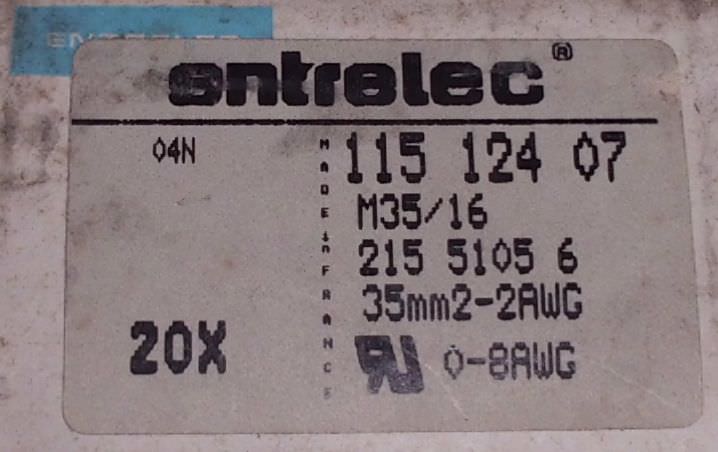 entrelec®
04N
MADE in FRANCE
115 124 07
M35/16
215 5105 6
35mm2-2AWG
20X
0-8AWG